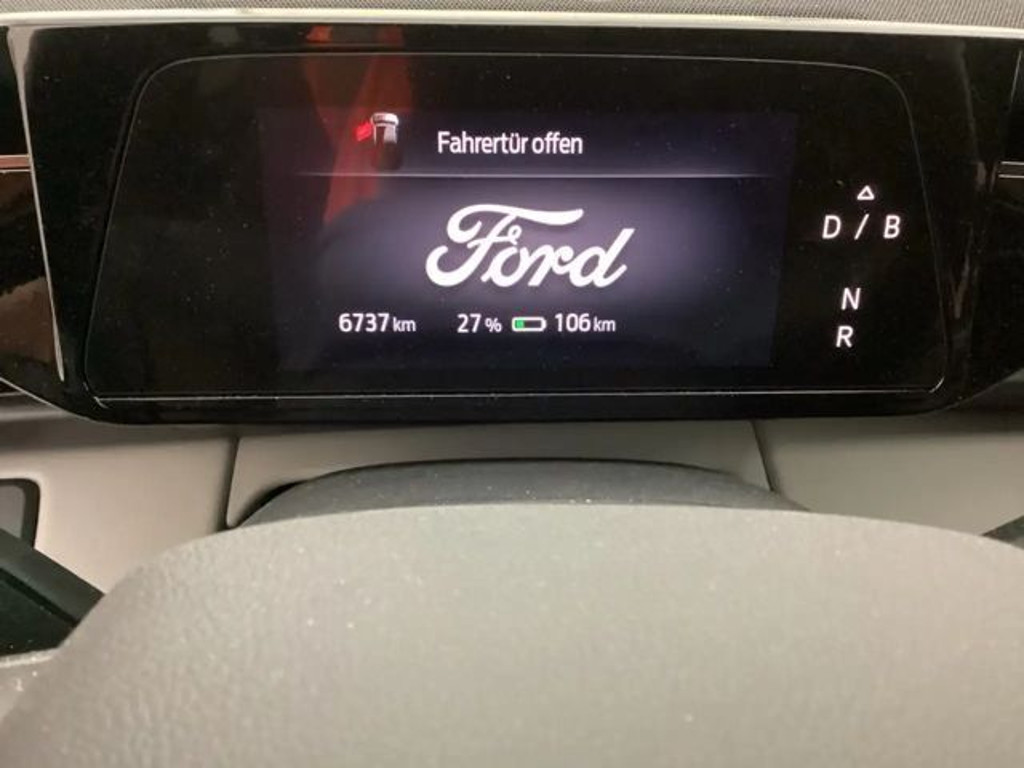 Fahrertür offen
Ford
6737 km 27 % 106 km
D / B
N
R